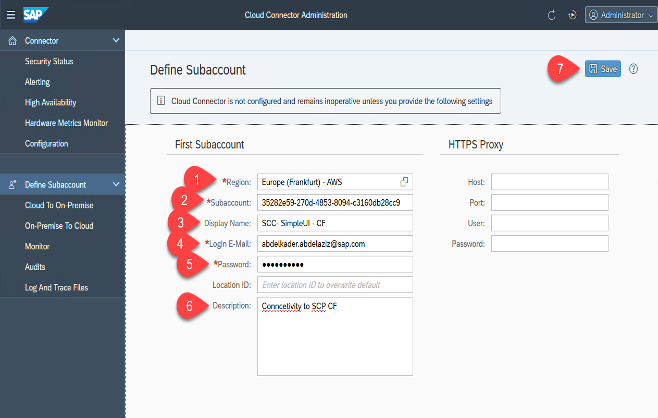 SAP
Cloud Connector Administration
Administrator
Connector
Security Status
Alerting
High Availability
Hardware Metrics Monitor
Configuration
Define Subaccount
Cloud To On-Premise
On-Premise To Cloud
Monitor
Audits
Log And Trace Files
Define Subaccount
7
Save
Cloud Connector is not configured and remains inoperative unless you provide the following settings
First Subaccount
HTTPS Proxy
1 *Region: Europe (Frankfurt) - AWS
Host:
2 *Subaccount: 35282e59-270d-4853-8094-c3160db28cc9
Port:
3 Display Name: SCC- SimpleUI - CF
User:
4 *Login E-Mail: abdelkader.abdelaziz@sap.com
Password:
5 *Password: ••••••••••
Location ID: Enter location ID to overwrite default
6 Description: Conncetivity to SCP CF